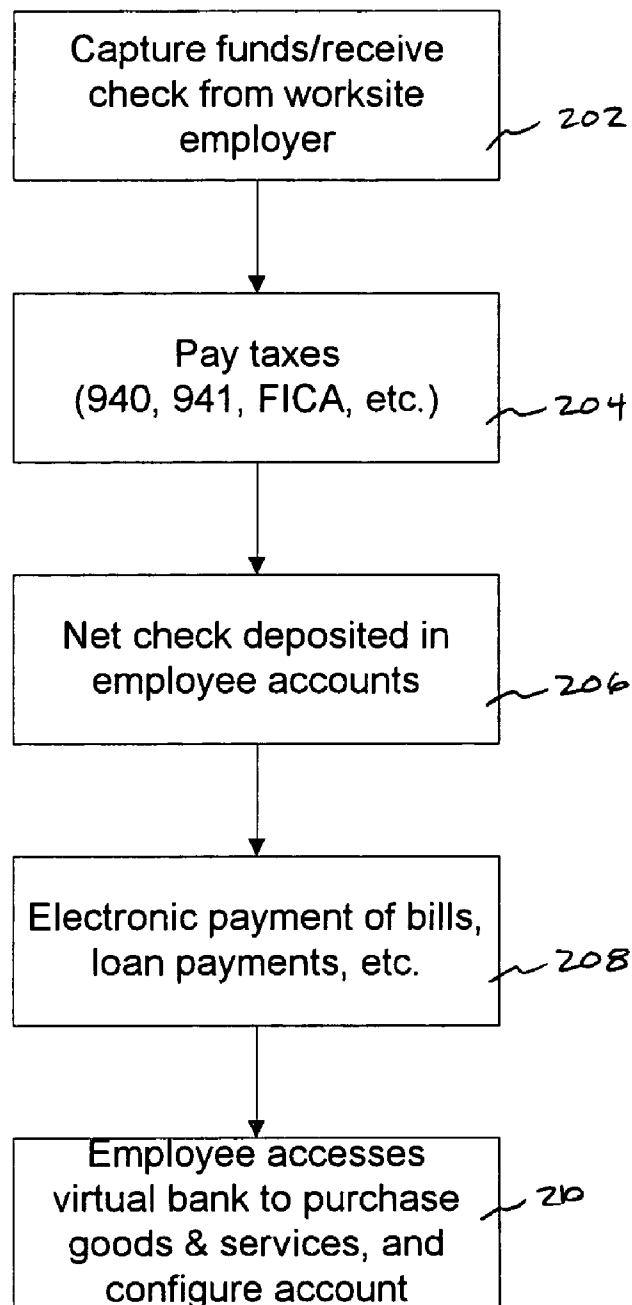 Capture funds/receive
check from worksite
employer
202
Pay taxes
(940, 941, FICA, etc.)
204
Net check deposited in
employee accounts
206
Electronic payment of bills,
loan payments, etc.
208
Employee accesses
virtual bank to purchase
goods & services, and
configure account
210